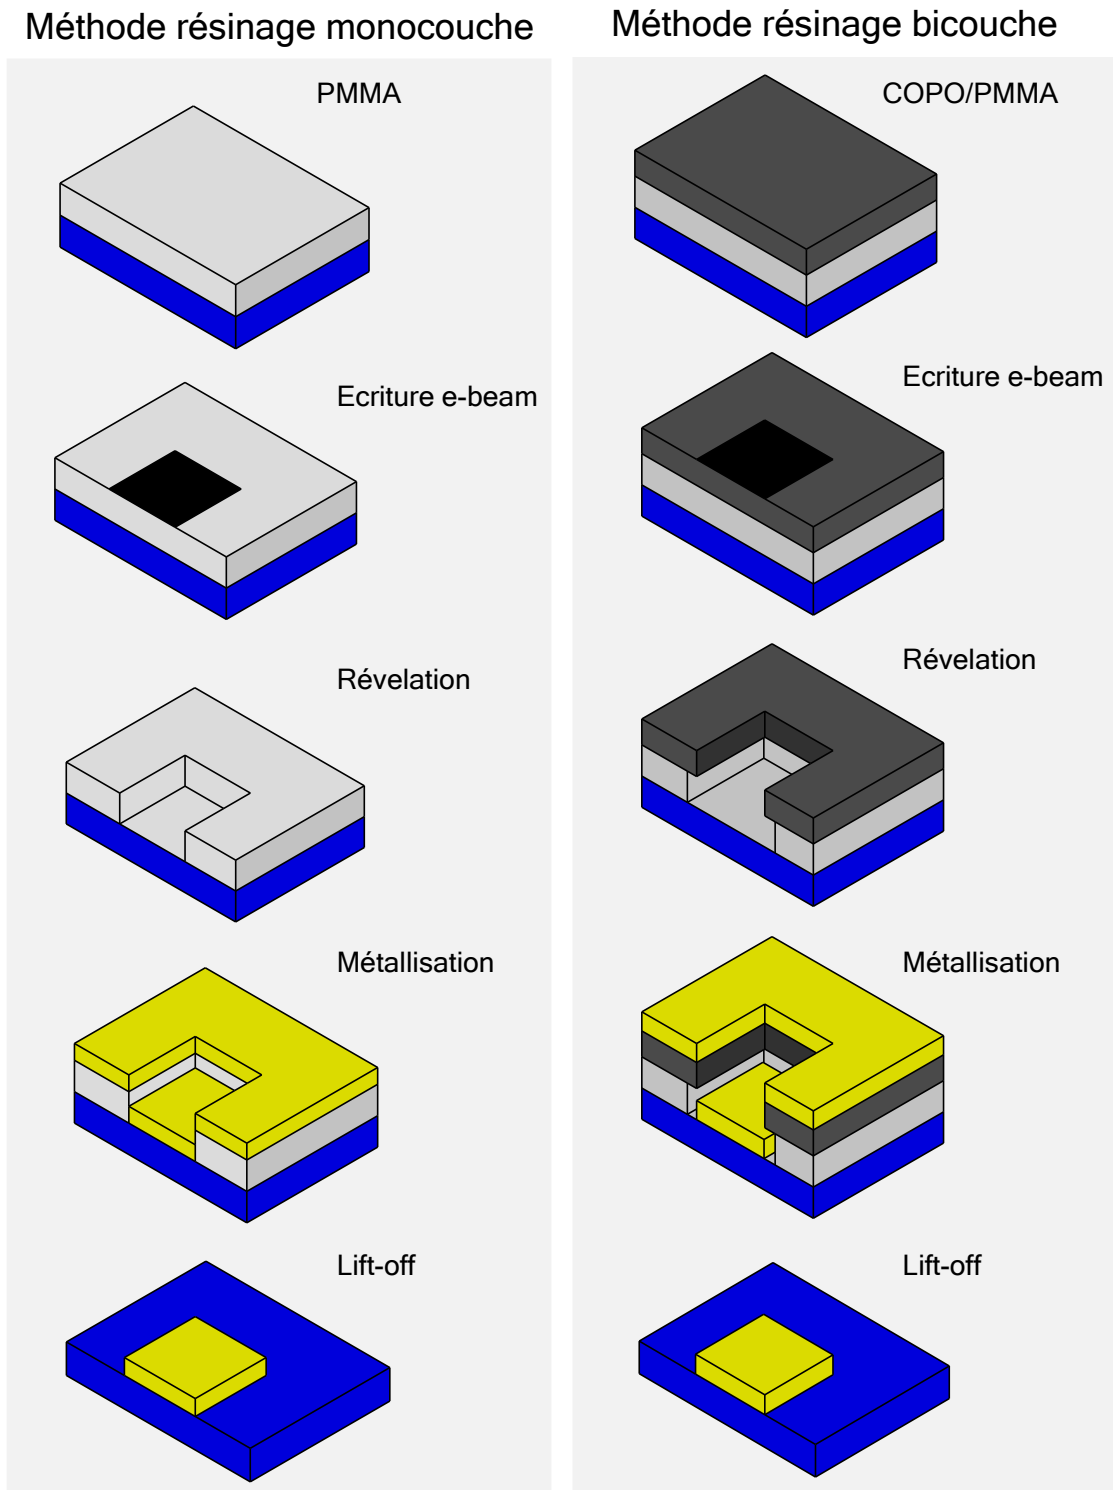 Méthode résinage monocouche
PMMA
Ecriture e-beam
Révelation
Métallisation
Lift-off
Méthode résinage bicouche
COPO/PMMA
Ecriture e-beam
Révelation
Métallisation
Lift-off